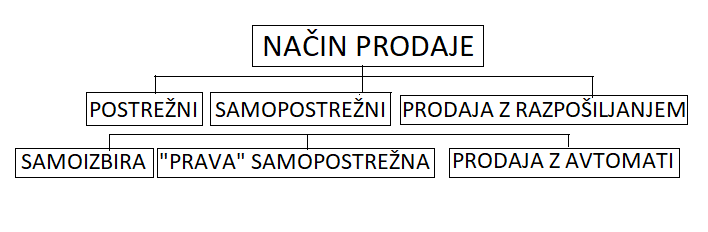 NAČIN PRODAJE
POSTREŽNI
SAMOPOSTREŽNI
PRODAJA Z RAZPOŠILJANJEM
SAMOIZBIRA
"PRAVA" SAMOPOSTREŽNA
PRODAJA Z AVTOMATI